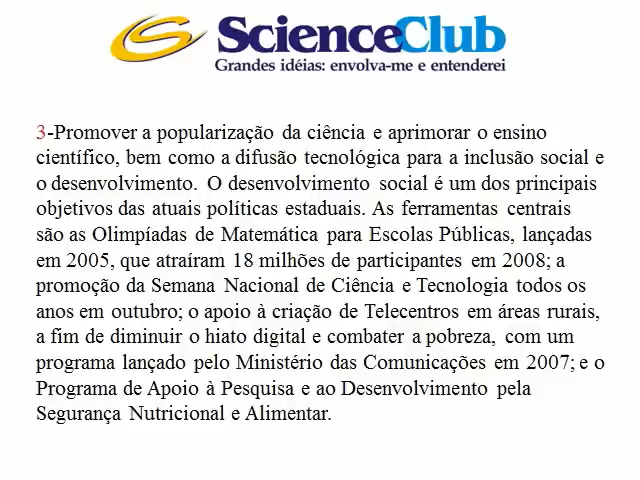 ScienceClub
Grandes idéias: envolva-me e entenderei
3-Promover a popularização da ciência e aprimorar o ensino
científico, bem como a difusão tecnológica para a inclusão social e
o desenvolvimento. O desenvolvimento social é um dos principais
objetivos das atuais políticas estaduais. As ferramentas centrais
são as Olimpíadas de Matemática para Escolas Públicas, lançadas
em 2005, que atraíram 18 milhões de participantes em 2008; a
promoção da Semana Nacional de Ciência e Tecnologia todos os
anos em outubro; o apoio à criação de Telecentros em áreas rurais,
a fim de diminuir o hiato digital e combater a pobreza, com um
programa lançado pelo Ministério das Comunicações em 2007; e o
Programa de Apoio à Pesquisa e ao Desenvolvimento pela
Segurança Nutricional e Alimentar.